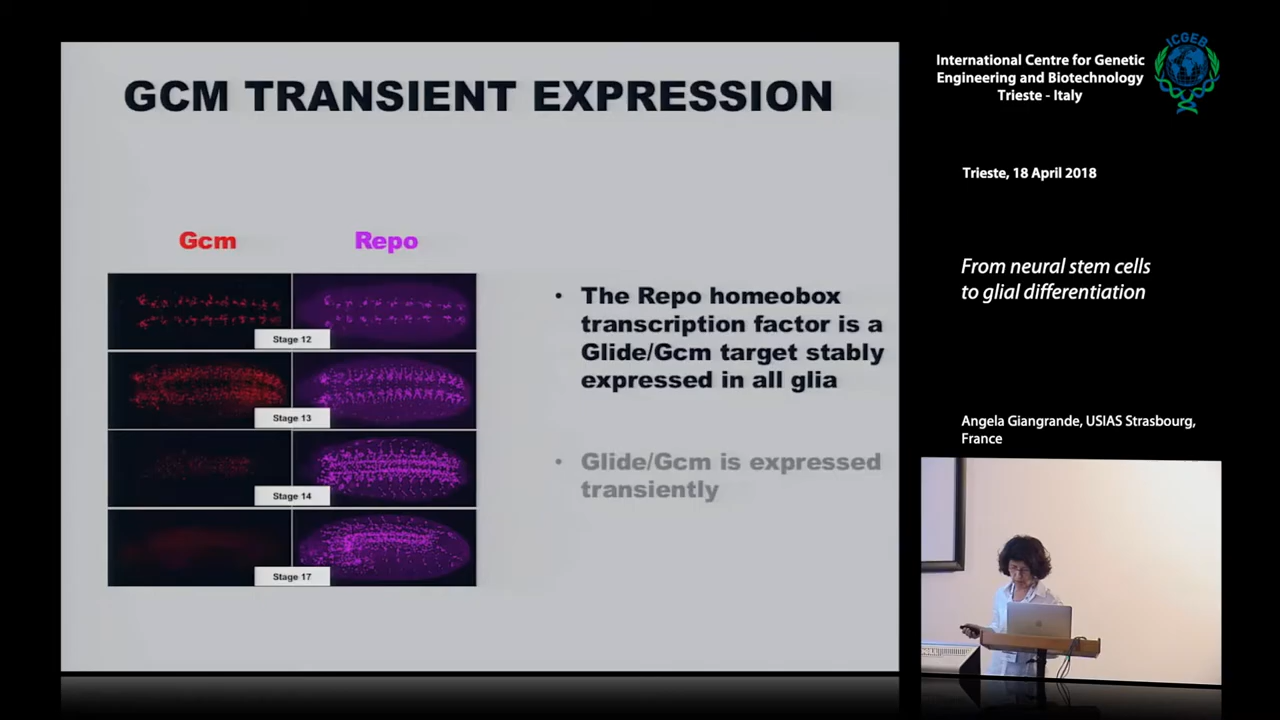 GCM TRANSIENT EXPRESSION
Gcm
Repo
Stage 12
Stage 13
Stage 14
Stage 17
• The Repo homeobox
transcription factor is a
Glide/Gcm target stably
expressed in all glia
• Glide/Gcm is expressed
transiently
International Centre for Genetic
Engineering and Biotechnology
Trieste - Italy
ICGEB
Trieste, 18 April 2018
From neural stem cells
to glial differentiation
Angela Giangrande, USIAS Strasbourg,
France